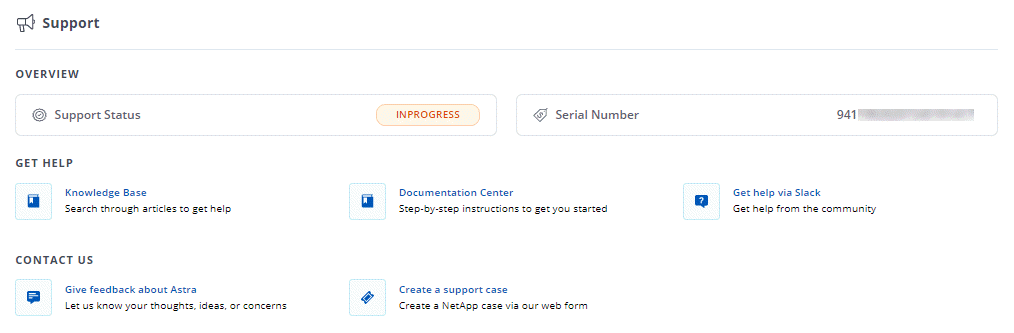 Support
OVERVIEW
Support Status INPROGRESS
Serial Number 941
GET HELP
Knowledge Base
Search through articles to get help
Documentation Center
Step-by-step instructions to get you started
Get help via Slack
Get help from the community
CONTACT US
Give feedback about Astra
Let us know your thoughts, ideas, or concerns
Create a support case
Create a NetApp case via our web form